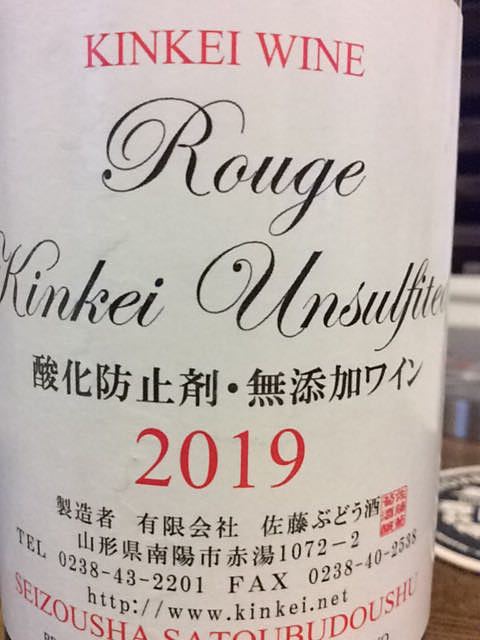 KINKEI WINE
Rouge
Kinkei Unsulfited
酸化防止剤・無添加ワイン
2019
製造者 有限会社 佐藤ぶどう酒
山形県南陽市赤湯1072-2
TEL 0238-43-2201 FAX 0238-40-2538
http://www.kinkei.net
SEIZOUSHA SATOUBUDOUSHU